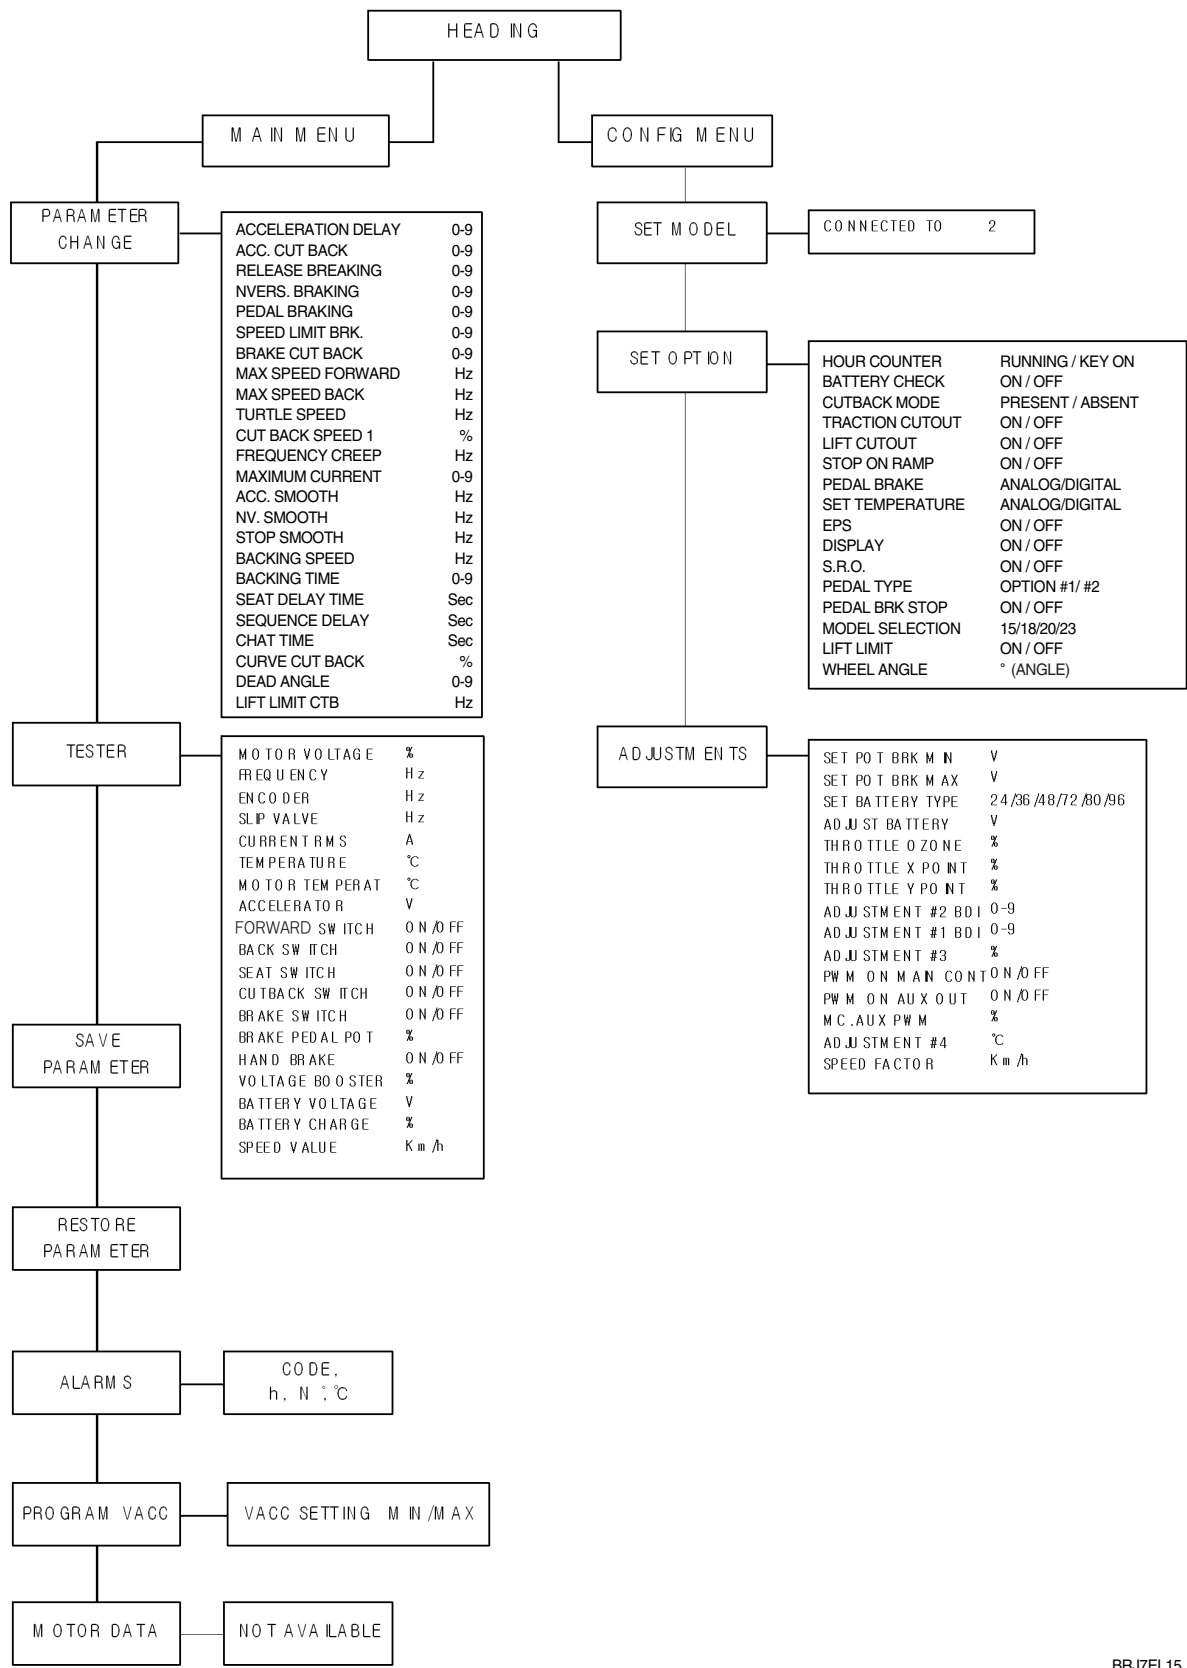 HEADING
MAIN MENU
CONFIG MENU
PARAMETER
CHANGE
ACCELERATION DELAY 0-9
ACC. CUT BACK 0-9
RELEASE BREAKING 0-9
NVERS. BRAKING 0-9
PEDAL BRAKING 0-9
SPEED LIMIT BRK. 0-9
BRAKE CUT BACK 0-9
MAX SPEED FORWARD Hz
MAX SPEED BACK Hz
TURTLE SPEED Hz
CUT BACK SPEED 1 %
FREQUENCY CREEP Hz
MAXIMUM CURRENT 0-9
ACC. SMOOTH Hz
NV. SMOOTH Hz
STOP SMOOTH Hz
BACKING SPEED Hz
BACKING TIME 0-9
SEAT DELAY TIME Sec
SEQUENCE DELAY Sec
CHAT TIME Sec
CURVE CUT BACK %
DEAD ANGLE 0-9
LIFT LIMIT CTB Hz
SET MODEL
CONNECTED TO 2
SET OPTION
HOUR COUNTER RUNNING / KEY ON
BATTERY CHECK ON / OFF
CUTBACK MODE PRESENT / ABSENT
TRACTION CUTOUT ON / OFF
LIFT CUTOUT ON / OFF
STOP ON RAMP ON / OFF
PEDAL BRAKE ANALOG/DIGITAL
SET TEMPERATURE ANALOG/DIGITAL
EPS ON / OFF
DISPLAY ON / OFF
S.R.O. ON / OFF
PEDAL TYPE OPTION #1/ #2
PEDAL BRK STOP ON / OFF
MODEL SELECTION 15/18/20/23
LIFT LIMIT ON / OFF
WHEEL ANGLE ° (ANGLE)
TESTER
MOTOR VOLTAGE %
FREQUENCY Hz
ENCODER Hz
SLIP VALVE Hz
CURRENT RMS A
TEMPERATURE °C
MOTOR TEMPERAT °C
ACCELERATOR V
FORWARD SWITCH ON/OFF
BACK SWITCH ON/OFF
SEAT SWITCH ON/OFF
CUTBACK SWITCH ON/OFF
BRAKE SWITCH ON/OFF
BRAKE PEDAL POT %
HAND BRAKE ON/OFF
VOLTAGE BOOSTER %
BATTERY VOLTAGE V
BATTERY CHARGE %
SPEED VALUE Km/h
ADJUSTMENTS
SET POT BRK MIN V
SET POT BRK MAX V
SET BATTERY TYPE 24/36/48/72/80/96
ADJUST BATTERY V
THROTTLE 0 ZONE %
THROTTLE X POINT %
THROTTLE Y POINT %
ADJUSTMENT #2 BDI 0-9
ADJUSTMENT #1 BDI 0-9
ADJUSTMENT #3 %
PWM ON MAIN CONT ON/OFF
PWM ON AUX OUT ON/OFF
MC.AUX PWM %
ADJUSTMENT #4 °C
SPEED FACTOR Km/h
SAVE
PARAMETER
RESTORE
PARAMETER
ALARMS
CODE,
h, N°, °C
PROGRAM VACC
VACC SETTING MIN/MAX
MOTOR DATA
NOT AVAILABLE
BRJ7EL15